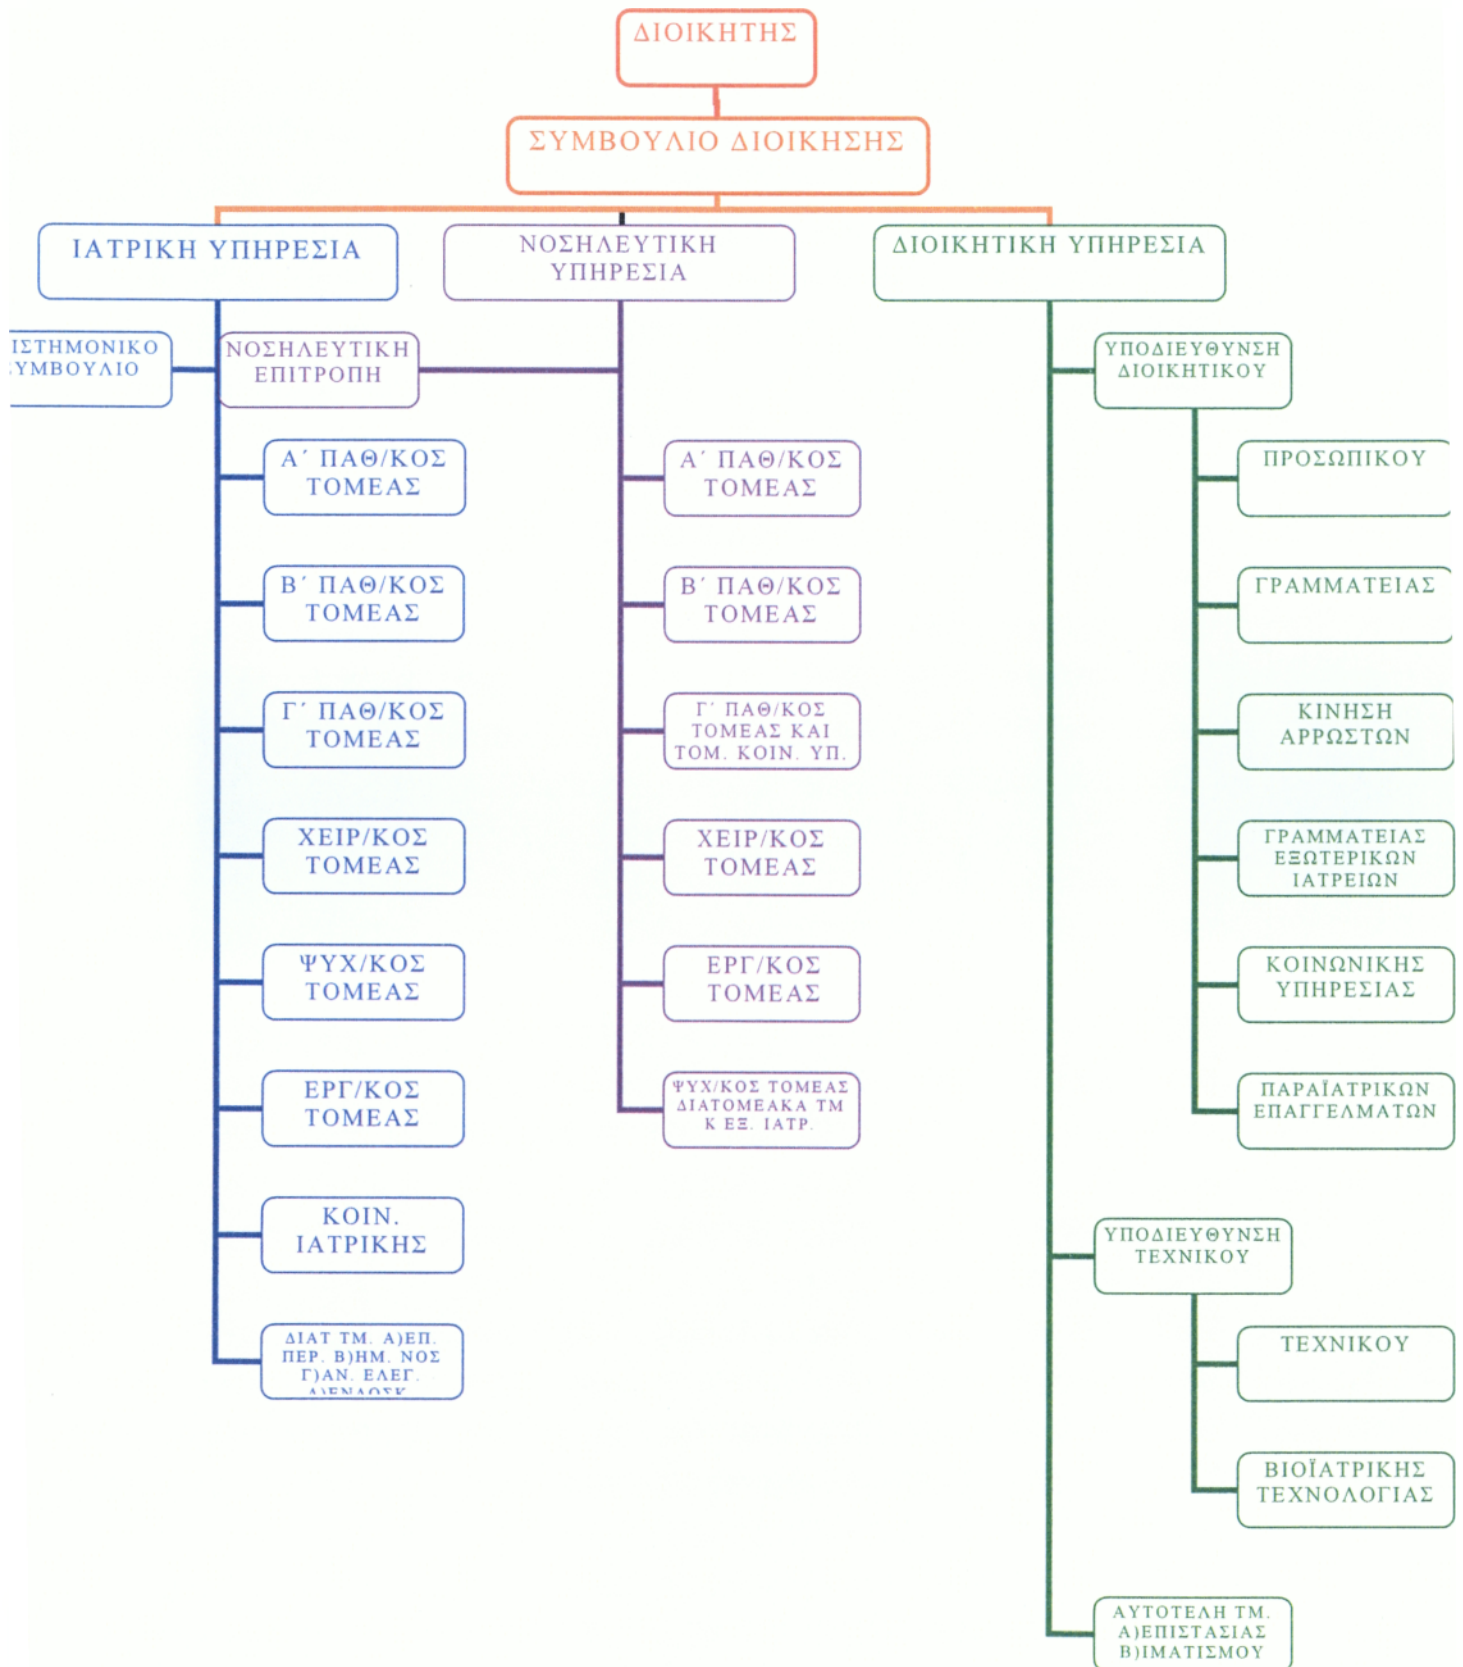 ΔΙΟΙΚΗΤΗΣ
ΣΥΜΒΟΥΛΙΟ ΔΙΟΙΚΗΣΗΣ
ΙΑΤΡΙΚΗ ΥΠΗΡΕΣΙΑ
ΝΟΣΗΛΕΥΤΙΚΗ
ΥΠΗΡΕΣΙΑ
ΔΙΟΙΚΗΤΙΚΗ ΥΠΗΡΕΣΙΑ
ΙΣΤΗΜΟΝΙΚΟ
ΥΜΒΟΥΛΙΟ
ΝΟΣΗΛΕΥΤΙΚΗ
ΕΠΙΤΡΟΠΗ
Α΄ ΠΑΘ/ΚΟΣ
ΤΟΜΕΑΣ
Β΄ ΠΑΘ/ΚΟΣ
ΤΟΜΕΑΣ
Γ΄ ΠΑΘ/ΚΟΣ
ΤΟΜΕΑΣ
ΧΕΙΡ/ΚΟΣ
ΤΟΜΕΑΣ
ΨΥΧ/ΚΟΣ
ΤΟΜΕΑΣ
ΕΡΓ/ΚΟΣ
ΤΟΜΕΑΣ
ΚΟΙΝ.
ΙΑΤΡΙΚΗΣ
ΔΙΑΤ ΤΜ. Α)ΕΠ.
ΠΕΡ. Β)ΗΜ. ΝΟΣ
Γ)ΑΝ. ΕΛΕΓ.
Α΄ ΠΑΘ/ΚΟΣ
ΤΟΜΕΑΣ
Β΄ ΠΑΘ/ΚΟΣ
ΤΟΜΕΑΣ
Γ΄ ΠΑΘ/ΚΟΣ
ΤΟΜΕΑΣ ΚΑΙ
ΤΟΜ. ΚΟΙΝ. ΥΠ.
ΧΕΙΡ/ΚΟΣ
ΤΟΜΕΑΣ
ΕΡΓ/ΚΟΣ
ΤΟΜΕΑΣ
ΨΥΧ/ΚΟΣ ΤΟΜΕΑΣ
ΔΙΑΤΟΜΕΑΚΑ ΤΜ
Κ ΕΞ. ΙΑΤΡ.
ΥΠΟΔΙΕΥΘΥΝΣΗ
ΔΙΟΙΚΗΤΙΚΟΥ
ΠΡΟΣΩΠΙΚΟΥ
ΓΡΑΜΜΑΤΕΙΑΣ
ΚΙΝΗΣΗ
ΑΡΡΩΣΤΩΝ
ΓΡΑΜΜΑΤΕΙΑΣ
ΕΞΩΤΕΡΙΚΩΝ
ΙΑΤΡΕΙΩΝ
ΚΟΙΝΩΝΙΚΗΣ
ΥΠΗΡΕΣΙΑΣ
ΠΑΡΑΪΑΤΡΙΚΩΝ
ΕΠΑΓΓΕΛΜΑΤΩΝ
ΥΠΟΔΙΕΥΘΥΝΣΗ
ΤΕΧΝΙΚΟΥ
ΤΕΧΝΙΚΟΥ
ΒΙΟΪΑΤΡΙΚΗΣ
ΤΕΧΝΟΛΟΓΙΑΣ
ΑΥΤΟΤΕΛΗ ΤΜ.
Α)ΕΠΙΣΤΑΣΙΑΣ
Β)ΙΜΑΤΙΣΜΟΥ